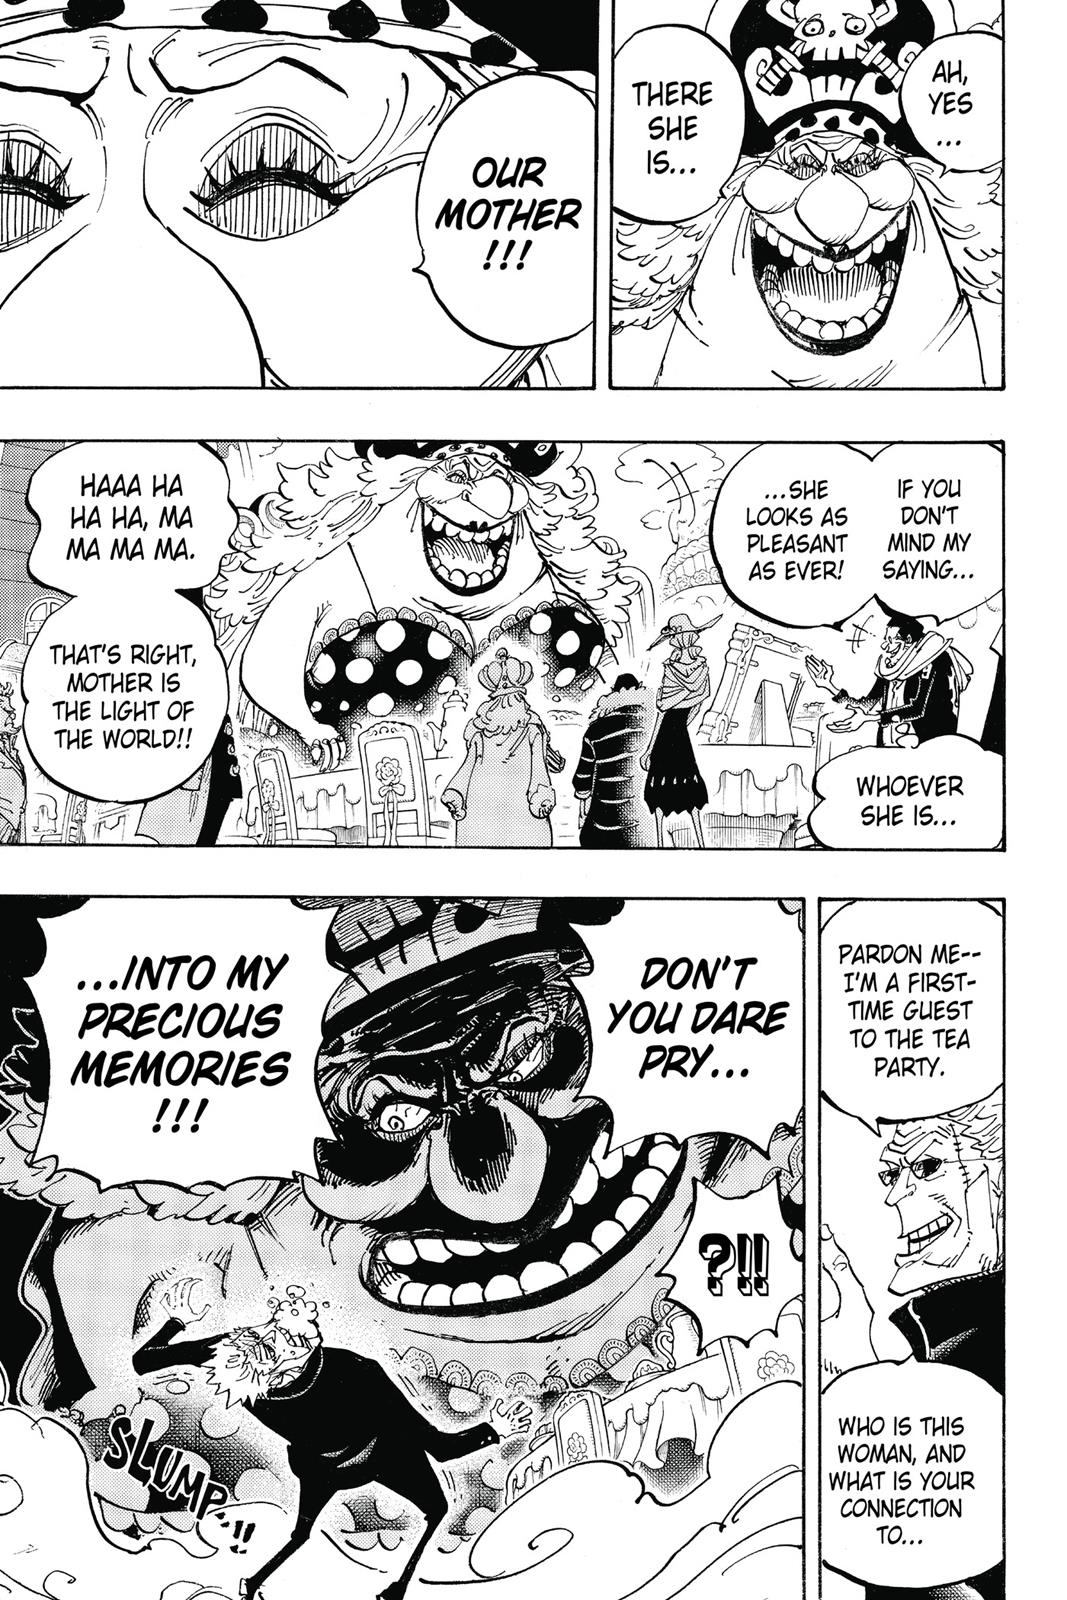 AH,
YES
...
THERE
SHE
IS...
OUR
MOTHER
!!!
IF YOU
DON'T
MIND MY
SAYING...
...SHE
LOOKS AS
PLEASANT
AS EVER!
WHOEVER
SHE IS...
HAAA HA
HA HA, MA
MA MA MA.
THAT'S RIGHT,
MOTHER IS
THE LIGHT OF
THE WORLD!!
PARDON ME--
I'M A FIRST-
TIME GUEST
TO THE TEA
PARTY.
WHO IS THIS
WOMAN, AND
WHAT IS YOUR
CONNECTION
TO...
DON'T
YOU DARE
PRY...
...INTO MY
PRECIOUS
MEMORIES
!!!
?!!
SLUMP
!!